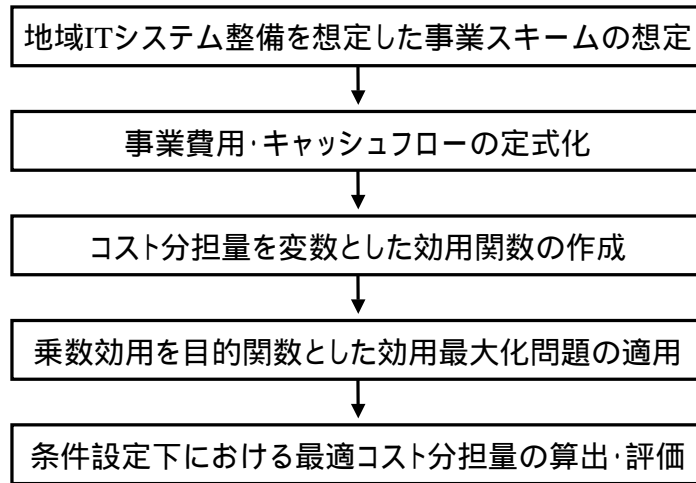 地域ITシステム整備を想定した事業スキームの想定
事業費用・キャッシュフローの定式化
コスト分担量を変数とした効用関数の作成
乗数効用を目的関数とした効用最大化問題の適用
条件設定下における最適コスト分担量の算出・評価